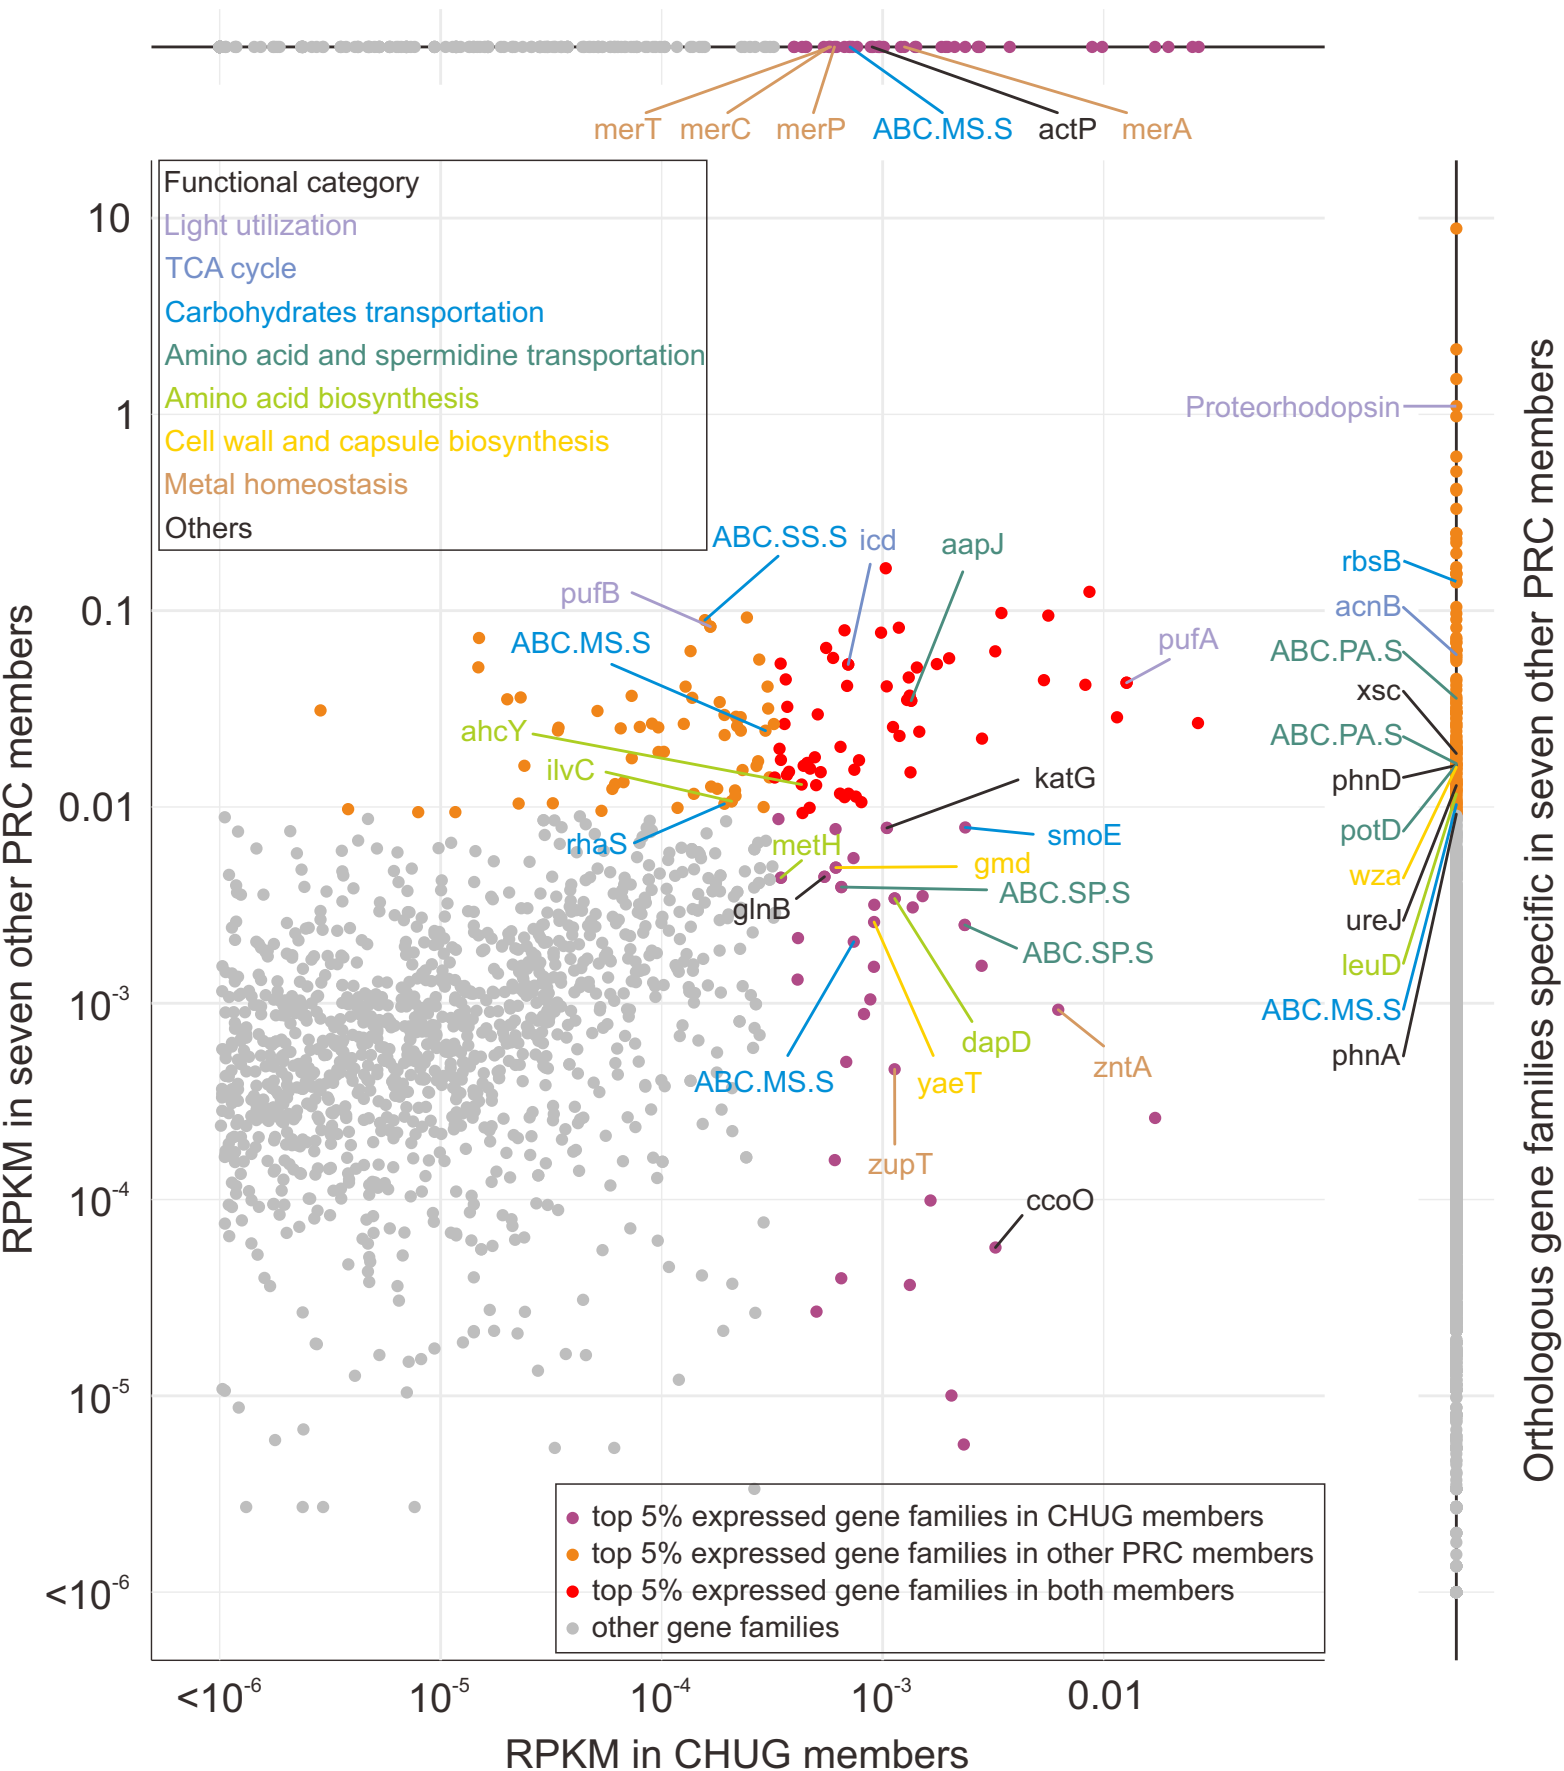 merT merC merP ABC.MS.S actP merA
Functional category
Light utilization
TCA cycle
Carbohydrates transportation
Amino acid and spermidine transportation
Amino acid biosynthesis
Cell wall and capsule biosynthesis
Metal homeostasis
Others
10
1
0.1
0.01
10-3
10-4
10-5
<10-6
RPKM in seven other PRC members
ABC.SS.S
icd
aapJ
pufB
ABC.MS.S
pufA
ahcY
ilvC
katG
rhaS
metH
smoE
gmd
glnB
ABC.SP.S
ABC.SP.S
dapD
ABC.MS.S
yaeT
zntA
zupT
ccoO
Proteorhodopsin
rbsB
acnB
ABC.PA.S
xsc
ABC.PA.S
phnD
potD
wza
ureJ
leuD
ABC.MS.S
phnA
Orthologous gene families specific in seven other PRC members
top 5% expressed gene families in CHUG members
top 5% expressed gene families in other PRC members
top 5% expressed gene families in both members
other gene families
<10-6 10-5 10-4 10-3 0.01
RPKM in CHUG members